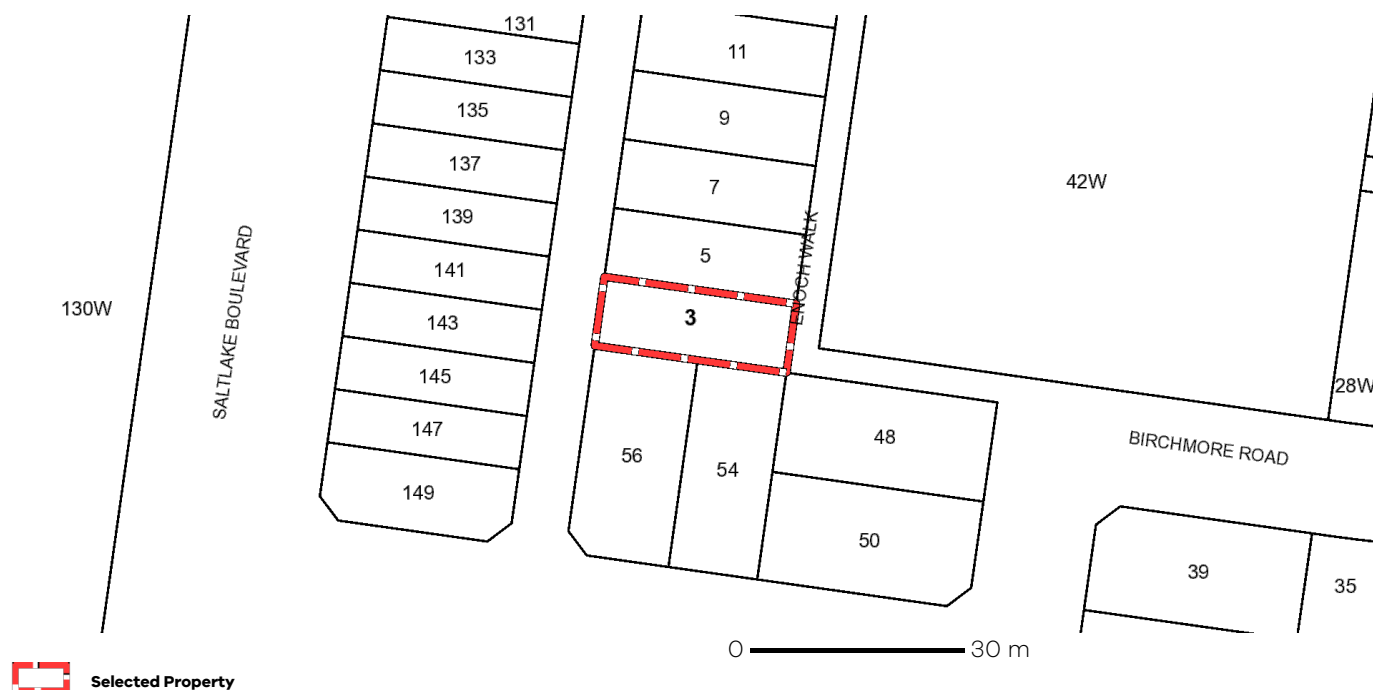 131
133
11
135
9
137
42W
7
139
SALTLAKE BOULEVARD
ENOCH WALK
5
141
130W
3
143
145
28W
147
48
BIRCHMORE ROAD
56
54
149
50
39
35
0 30 m
Selected Property